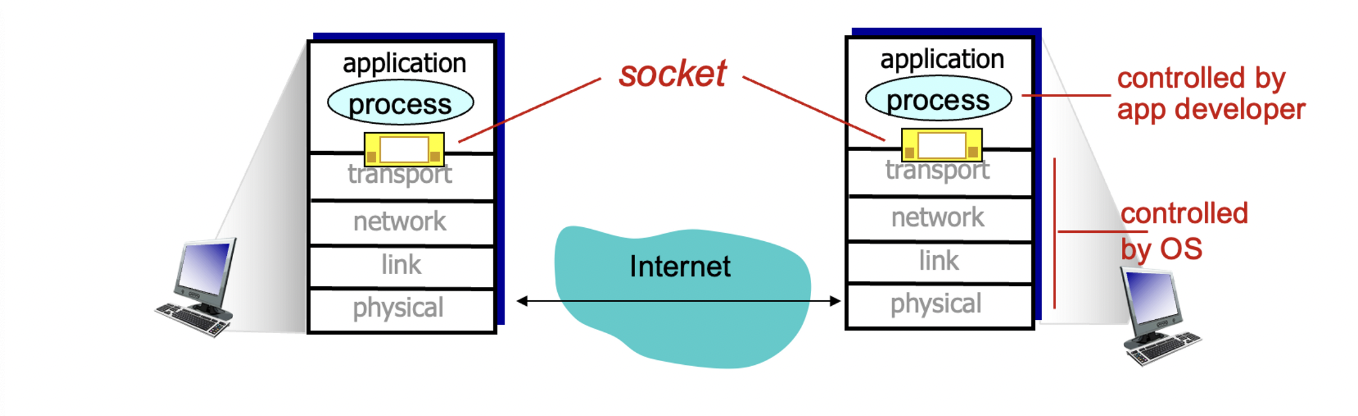 application
process
transport
network
link
physical
socket
Internet
application
process
transport
network
link
physical
controlled by
app developer
controlled
by OS